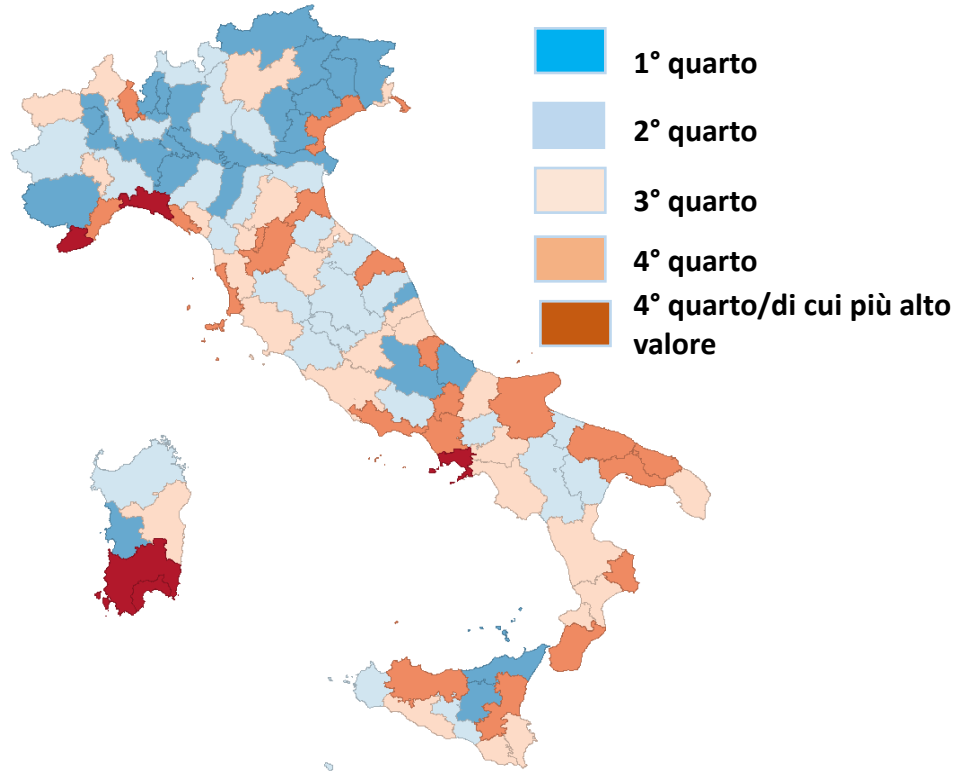 1° quarto
2° quarto
3° quarto
4° quarto
4° quarto/di cui più alto
valore